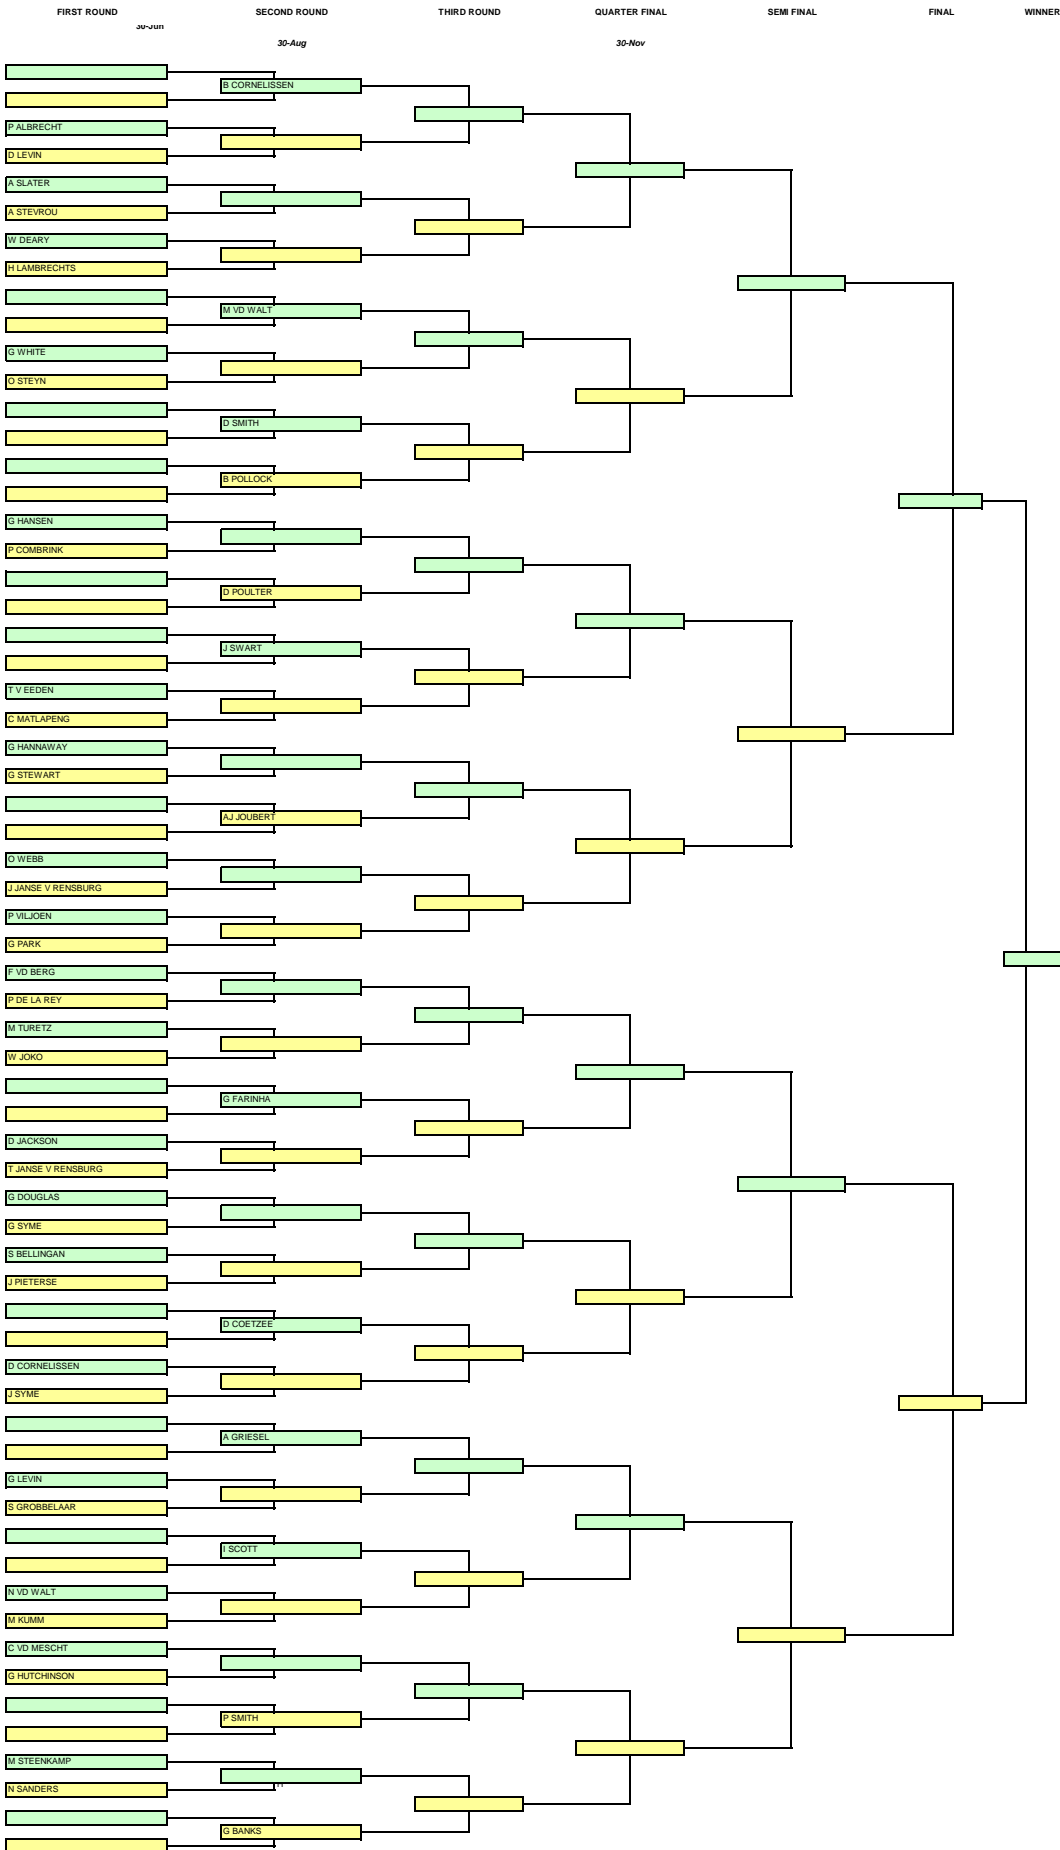 FIRST ROUND SECOND ROUND THIRD ROUND QUARTER FINAL SEMI FINAL FINAL WINNER
30-Jun
30-Aug 30-Nov
B CORNELISSEN
P ALBRECHT
D LEVIN
A SLATER
A STEVROU
W DEARY
H LAMBRECHTS
M VD WALT
G WHITE
O STEYN
D SMITH
B POLLOCK
G HANSEN
P COMBRINK
D POULTER
J SWART
T V EEDEN
C MATLAPENG
G HANNAWAY
G STEWART
AJ JOUBERT
O WEBB
J JANSE V RENSBURG
P VILJOEN
G PARK
F VD BERG
P DE LA REY
M TURETZ
W JOKO
G FARINHA
D JACKSON
T JANSE V RENSBURG
G DOUGLAS
G SYME
S BELLINGAN
J PIETERSE
D COETZEE
D CORNELISSEN
J SYME
A GRIESEL
G LEVIN
S GROBBELAAR
I SCOTT
N VD WALT
M KUMM
C VD MESCHT
G HUTCHINSON
P SMITH
M STEENKAMP
N SANDERS
G BANKS